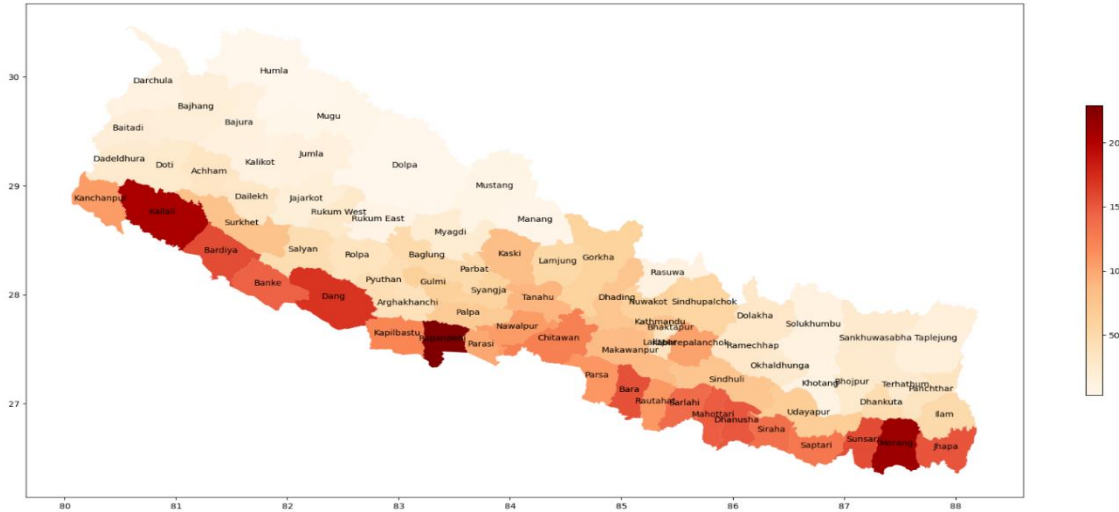 30
29
28
27
80
81
82
83
84
85
86
87
88
Humla
Darchula
Bajhang
Mugu
Bajura
Baitadi
Jumla
Dadeldhura
Doti
Kalikot
Dolpa
Achham
Mustang
Kanchanpur
Kailali
Dailekh
Jajarkot
Rukum West
Rukum East
Manang
Surkhet
Myagdi
Bardiya
Salyan
Rolpa
Baglung
Kaski
Lamjung
Gorkha
Parbat
Rasuwa
Banke
Dang
Pyuthan
Gulmi
Syangja
Tanahu
Dhading
Nuwakot
Sindhupalchok
Arghakhanchi
Palpa
Kathmandu
Bhaktapur
Dolakha
Solukhumbu
Kapilbastu
Parasi
Nawalpur
Chitawan
Makawanpur
Ramechhap
Sankhuwasabha
Taplejung
Parsa
Bara
Sindhuli
Okhaldhunga
Khotang
Bhojpur
Terhathum
Panchthar
Rautahat
Sarlahi
Mahottari
Dhanusha
Siraha
Udayapur
Dhankuta
Ilam
Saptari
Sunsari
Morang
Jhapa
20
15
10
50